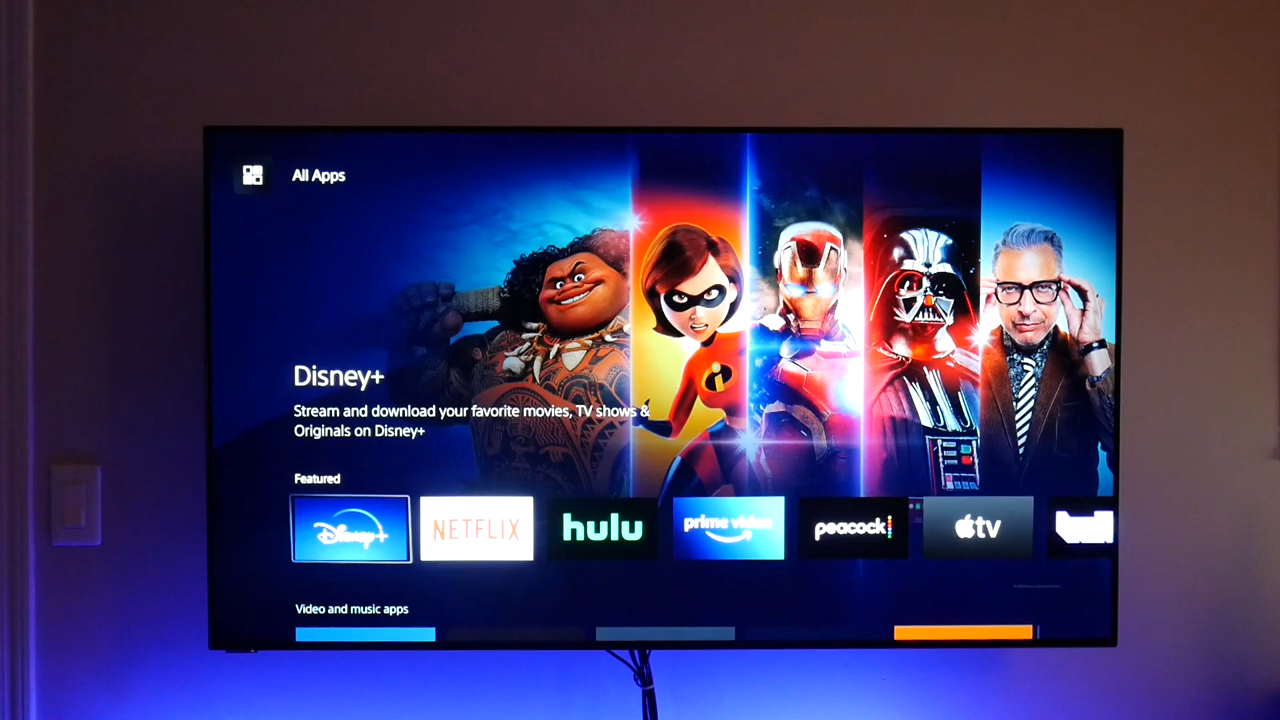 All Apps
Disney+
Stream and download your favorite movies, TV shows &
Originals on Disney+
Featured
Disney+
NETFLIX
hulu
prime video
peacock
tv
Video and music apps